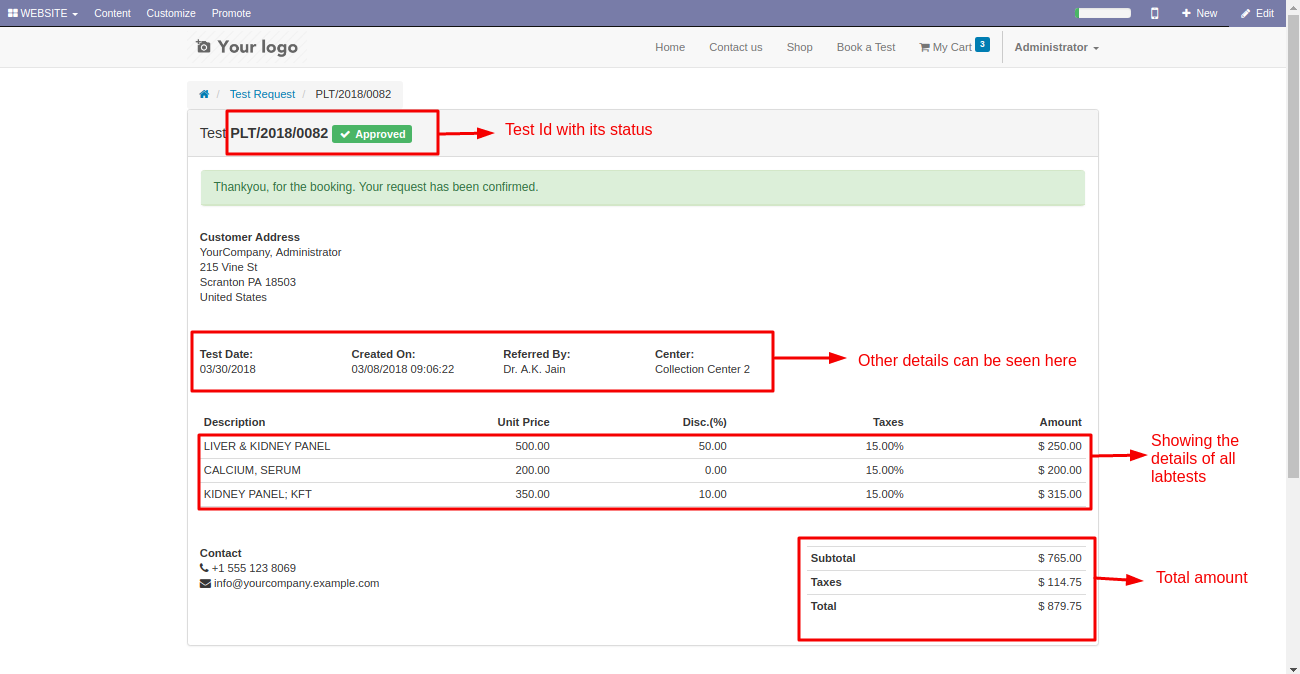 WEBSITE Content Customize Promote New Edit
Your logo Home Contact us Shop Book a Test My Cart 3 Administrator
/ Test Request / PLT/2018/0082
Test PLT/2018/0082 Approved Test Id with its status
Thankyou, for the booking. Your request has been confirmed.
Customer Address
YourCompany, Administrator
215 Vine St
Scranton PA 18503
United States
Test Date: Created On: Referred By: Center:
03/30/2018 03/08/2018 09:06:22 Dr. A.K. Jain Collection Center 2
Other details can be seen here
Description Unit Price Disc.(%) Taxes Amount
LIVER & KIDNEY PANEL 500.00 50.00 15.00% $ 250.00
CALCIUM, SERUM 200.00 0.00 15.00% $ 200.00
KIDNEY PANEL; KFT 350.00 10.00 15.00% $ 315.00
Showing the
details of all
labtests
Contact
+1 555 123 8069
info@yourcompany.example.com
Subtotal $ 765.00
Taxes $ 114.75
Total $ 879.75
Total amount